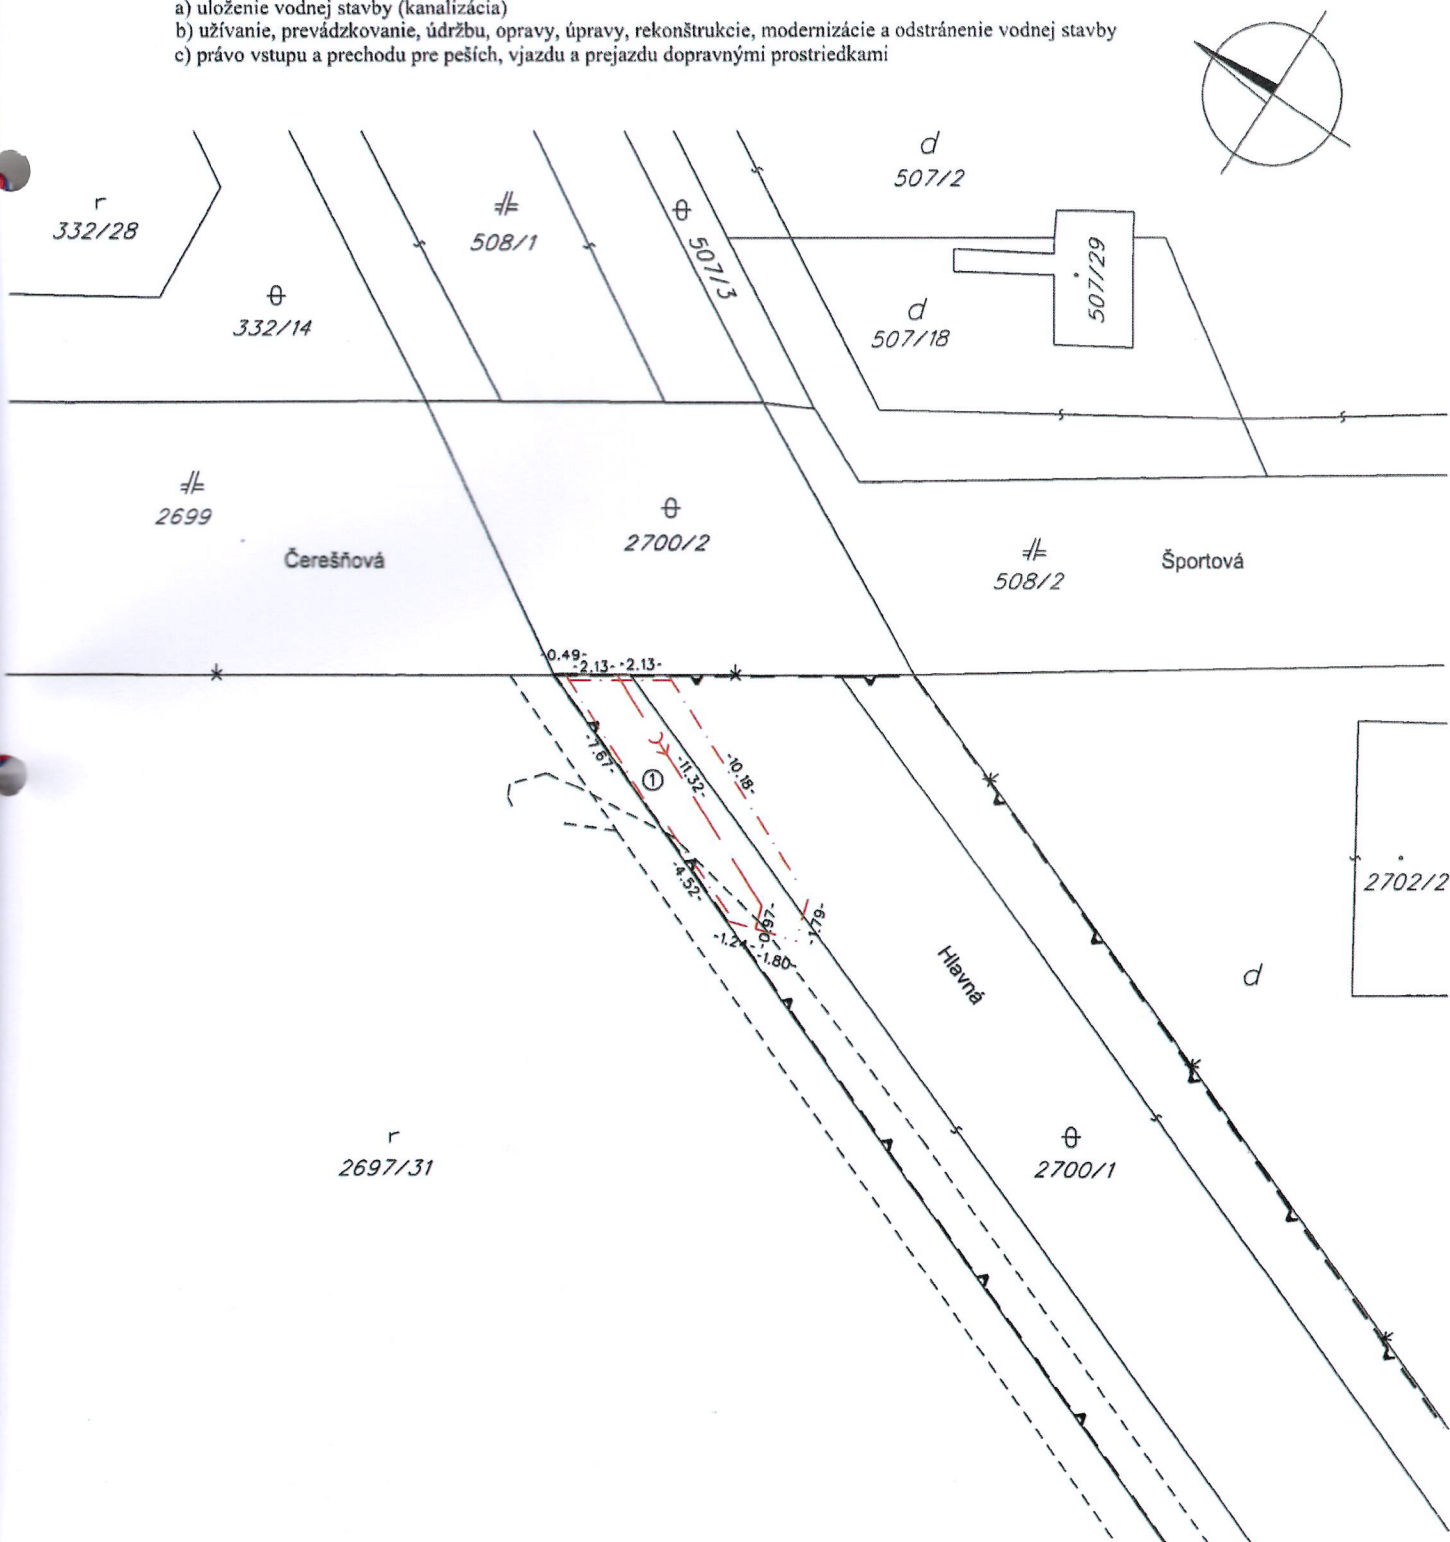 a) uloženie vodnej stavby (kanalizácia)
b) užívanie, prevádzkovanie, údržbu, opravy, úpravy, rekonštrukcie, modernizácie a odstránenie vodnej stavby
c) právo vstupu a prechodu pre peších, vjazdu a prejazdu dopravnými prostriedkami
d
507/2
r
332/28
508/1
507/3
507/29
332/14
d
507/18
2699
Čerešňová
2700/2
508/2
Športová
-0.49-
-2.13-
-2.13-
-7.67-
1
-11.32-
-10.18-
-4.52-
-1.24-
-0.97-
-1.79-
-1.80-
2702/2
Hlavná
d
r
2697/31
2700/1